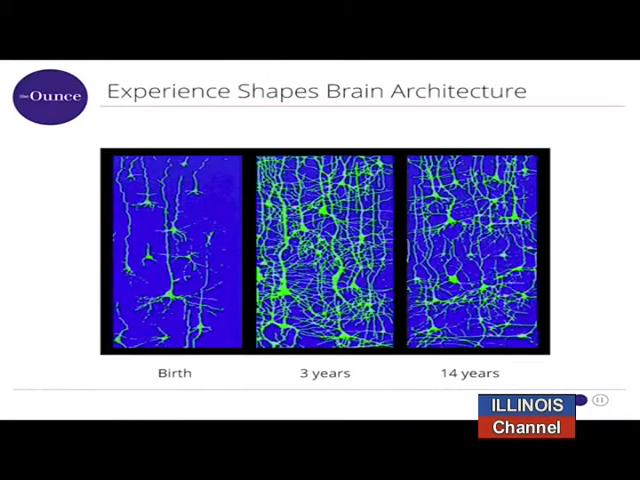 the Ounce
Experience Shapes Brain Architecture
Birth
3 years
14 years
ILLINOIS
Channel